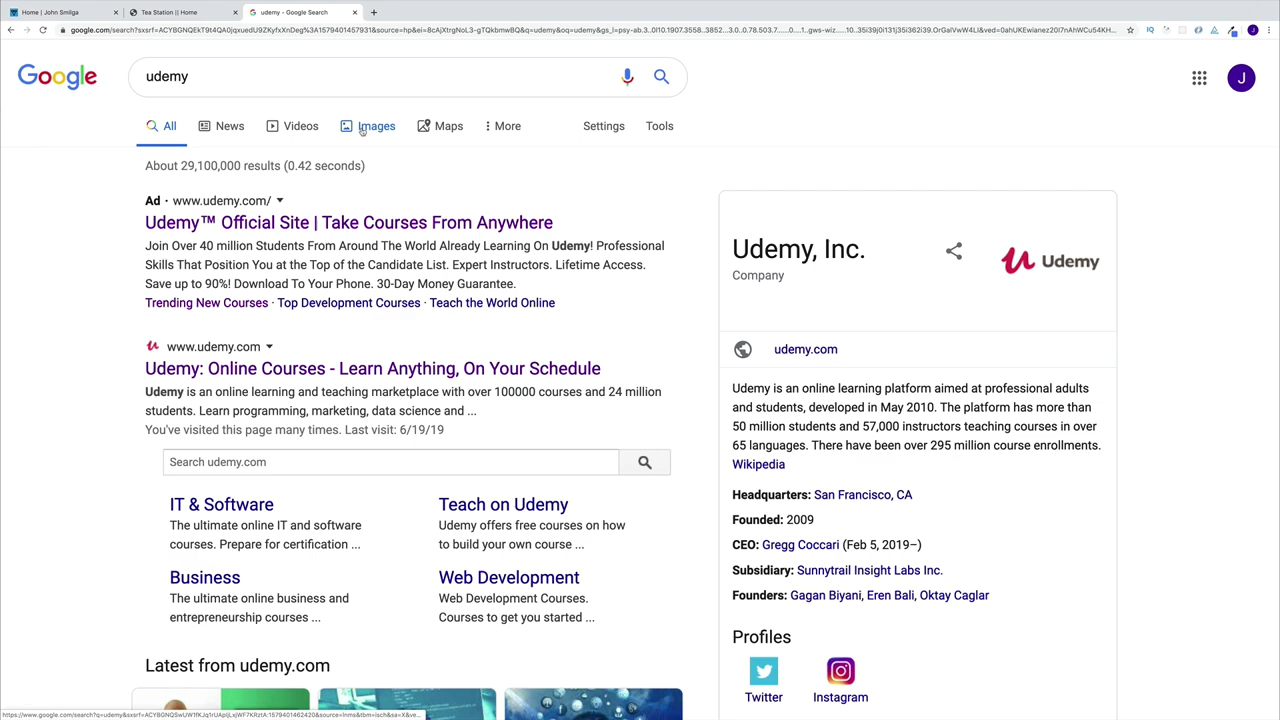 Home | John Smilga
Tea Station || Home
udemy - Google Search
Google
udemy
J
All
News
Videos
Images
Maps
More
Settings
Tools
About 29,100,000 results (0.42 seconds)
Ad · www.udemy.com/
Udemy™ Official Site | Take Courses From Anywhere
Join Over 40 million Students From Around The World Already Learning On Udemy! Professional
Skills That Position You at the Top of the Candidate List. Expert Instructors. Lifetime Access.
Save up to 90%! Download To Your Phone. 30-Day Money Guarantee.
Trending New Courses · Top Development Courses · Teach the World Online
www.udemy.com
Udemy: Online Courses - Learn Anything, On Your Schedule
Udemy is an online learning and teaching marketplace with over 100000 courses and 24 million
students. Learn programming, marketing, data science and ...
You've visited this page many times. Last visit: 6/19/19
Search udemy.com
IT & Software
The ultimate online IT and software
courses. Prepare for certification ...
Teach on Udemy
Udemy offers free courses on how
to build your own course ...
Business
The ultimate online business and
entrepreneurship courses ...
Web Development
Web Development Courses.
Courses to get you started ...
Latest from udemy.com
Udemy, Inc.
Company
Udemy
udemy.com
Udemy is an online learning platform aimed at professional adults
and students, developed in May 2010. The platform has more than
50 million students and 57,000 instructors teaching courses in over
65 languages. There have been over 295 million course enrollments.
Wikipedia
Headquarters: San Francisco, CA
Founded: 2009
CEO: Gregg Coccari (Feb 5, 2019–)
Subsidiary: Sunnytrail Insight Labs Inc.
Founders: Gagan Biyani, Eren Bali, Oktay Caglar
Profiles
Twitter
Instagram